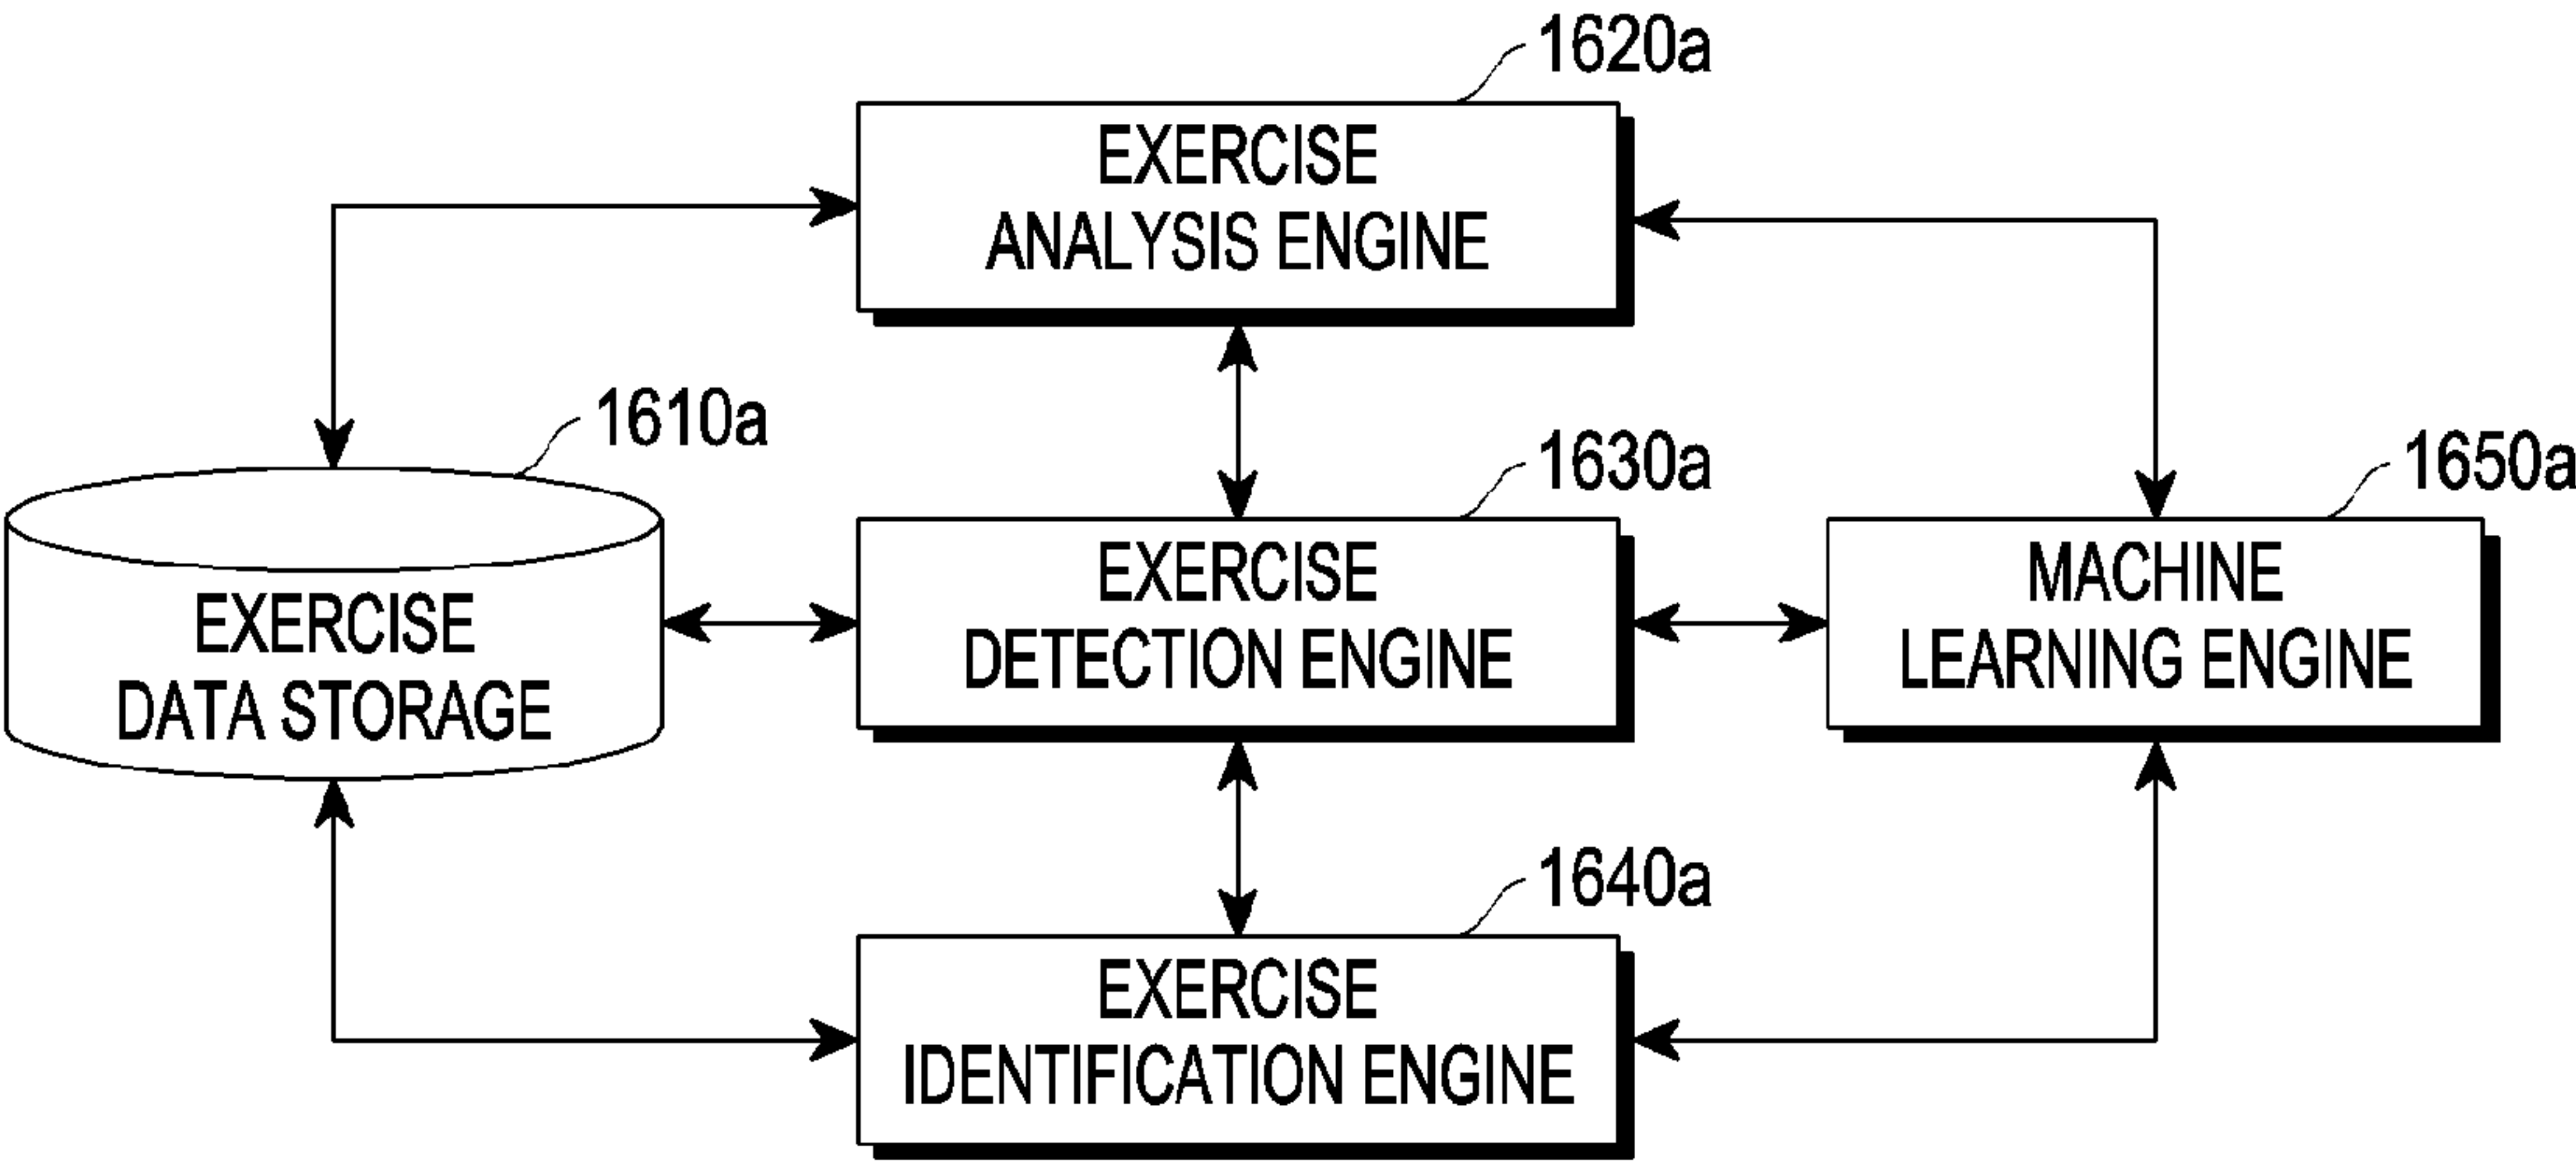 1620a
EXERCISE
ANALYSIS ENGINE
1610a
EXERCISE
DATA STORAGE
1630a
EXERCISE
DETECTION ENGINE
1650a
MACHINE
LEARNING ENGINE
1640a
EXERCISE
IDENTIFICATION ENGINE